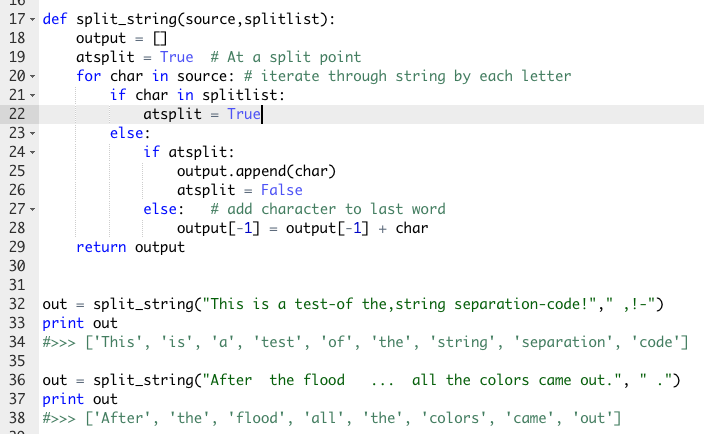 16
17 def split_string(source,splitlist):
18     output = []
19     atsplit = True  # At a split point
20     for char in source: # iterate through string by each letter
21         if char in splitlist:
22             atsplit = True
23         else:
24             if atsplit:
25                 output.append(char)
26                 atsplit = False
27             else:   # add character to last word
28                 output[-1] = output[-1] + char
29     return output
30
31
32 out = split_string("This is a test-of the,string separation-code!"," ,!-")
33 print out
34 #>>> ['This', 'is', 'a', 'test', 'of', 'the', 'string', 'separation', 'code']
35
36 out = split_string("After  the flood   ...  all the colors came out.", " .")
37 print out
38 #>>> ['After', 'the', 'flood', 'all', 'the', 'colors', 'came', 'out']